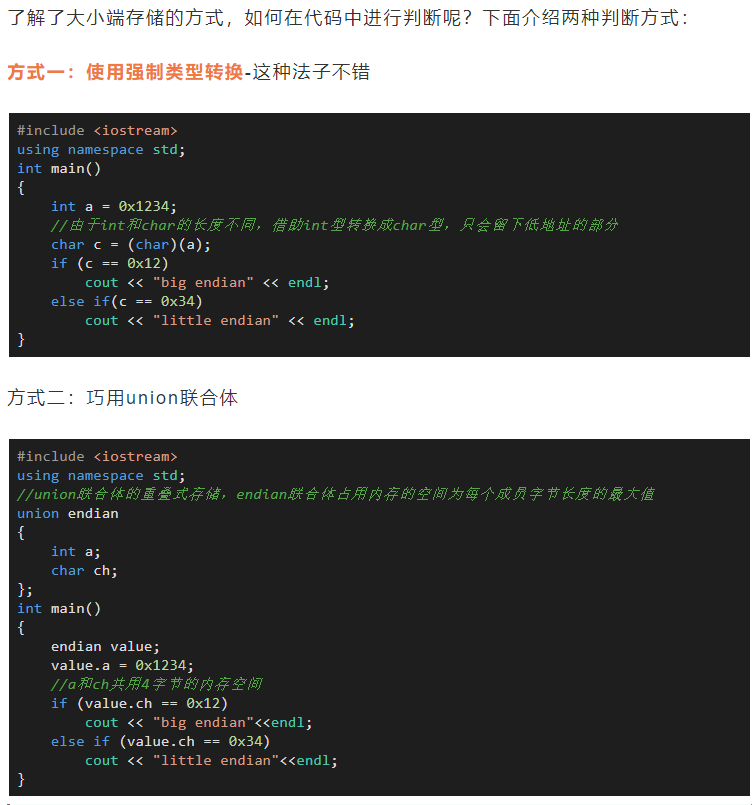 了解了大小端存储的方式，如何在代码中进行判断呢？下面介绍两种判断方式：
方式一：使用强制类型转换-这种法子不错
#include <iostream>
using namespace std;
int main()
{
    int a = 0x1234;
    //由于int和char的长度不同，借助int型转换成char型，只会留下低地址的部分
    char c = (char)(a);
    if (c == 0x12)
        cout << "big endian" << endl;
    else if(c == 0x34)
        cout << "little endian" << endl;
}
方式二：巧用union联合体
#include <iostream>
using namespace std;
//union联合体的重叠式存储，endian联合体占用内存的空间为每个成员字节长度的最大值
union endian
{
    int a;
    char ch;
};
int main()
{
    endian value;
    value.a = 0x1234;
    //a和ch共用4字节的内存空间
    if (value.ch == 0x12)
        cout << "big endian"<<endl;
    else if (value.ch == 0x34)
        cout << "little endian"<<endl;
}